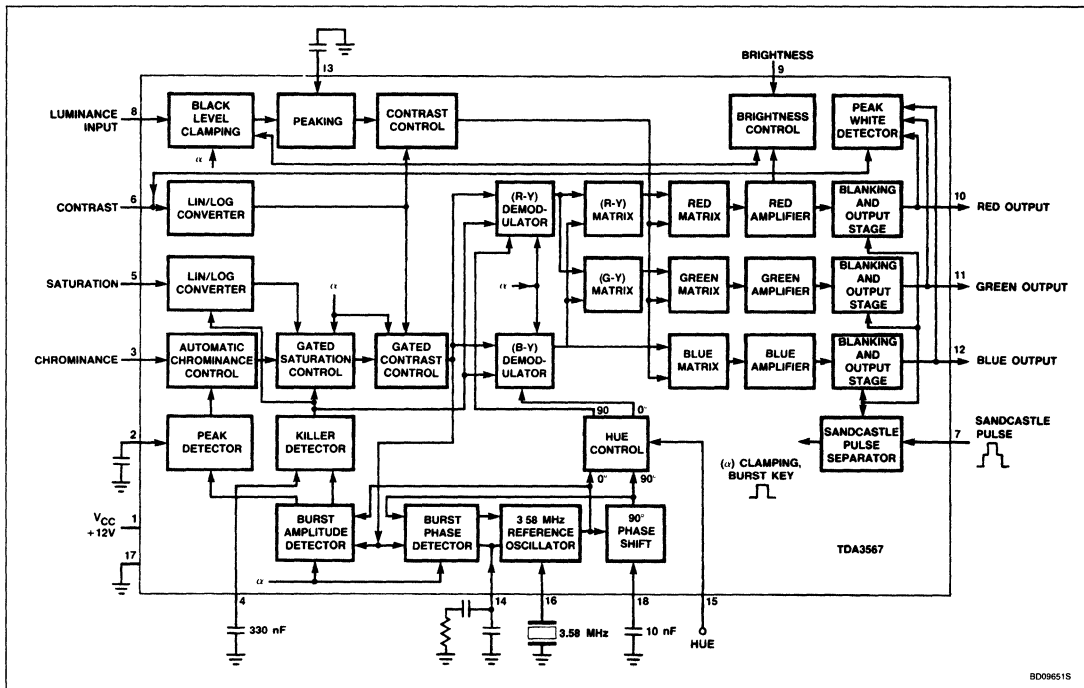 13
BRIGHTNESS
9
LUMINANCE
INPUT
8
BLACK
LEVEL
CLAMPING
PEAKING
CONTRAST
CONTROL
BRIGHTNESS
CONTROL
PEAK
WHITE
DETECTOR
α
CONTRAST
6
LIN/LOG
CONVERTER
(R-Y)
DEMOD-
ULATOR
(R-Y)
MATRIX
RED
MATRIX
RED
AMPLIFIER
BLANKING
AND
OUTPUT
STAGE
10
RED OUTPUT
SATURATION
5
LIN/LOG
CONVERTER
α
α
(G-Y)
MATRIX
GREEN
MATRIX
GREEN
AMPLIFIER
BLANKING
AND
OUTPUT
STAGE
11
GREEN OUTPUT
CHROMINANCE
3
AUTOMATIC
CHROMINANCE
CONTROL
GATED
SATURATION
CONTROL
GATED
CONTRAST
CONTROL
(B-Y)
DEMOD-
ULATOR
BLUE
MATRIX
BLUE
AMPLIFIER
BLANKING
AND
OUTPUT
STAGE
12
BLUE OUTPUT
2
PEAK
DETECTOR
KILLER
DETECTOR
90
0°
HUE
CONTROL
0°
90°
SANDCASTLE
PULSE
SEPARATOR
7
SANDCASTLE
PULSE
(α) CLAMPING,
BURST KEY
VCC
+12V
1
17
BURST
AMPLITUDE
DETECTOR
BURST
PHASE
DETECTOR
3 58 MHz
REFERENCE
OSCILLATOR
90°
PHASE
SHIFT
TDA3567
α
4
14
16
18
15
330 nF
3.58 MHz
10 nF
HUE
BD09651S